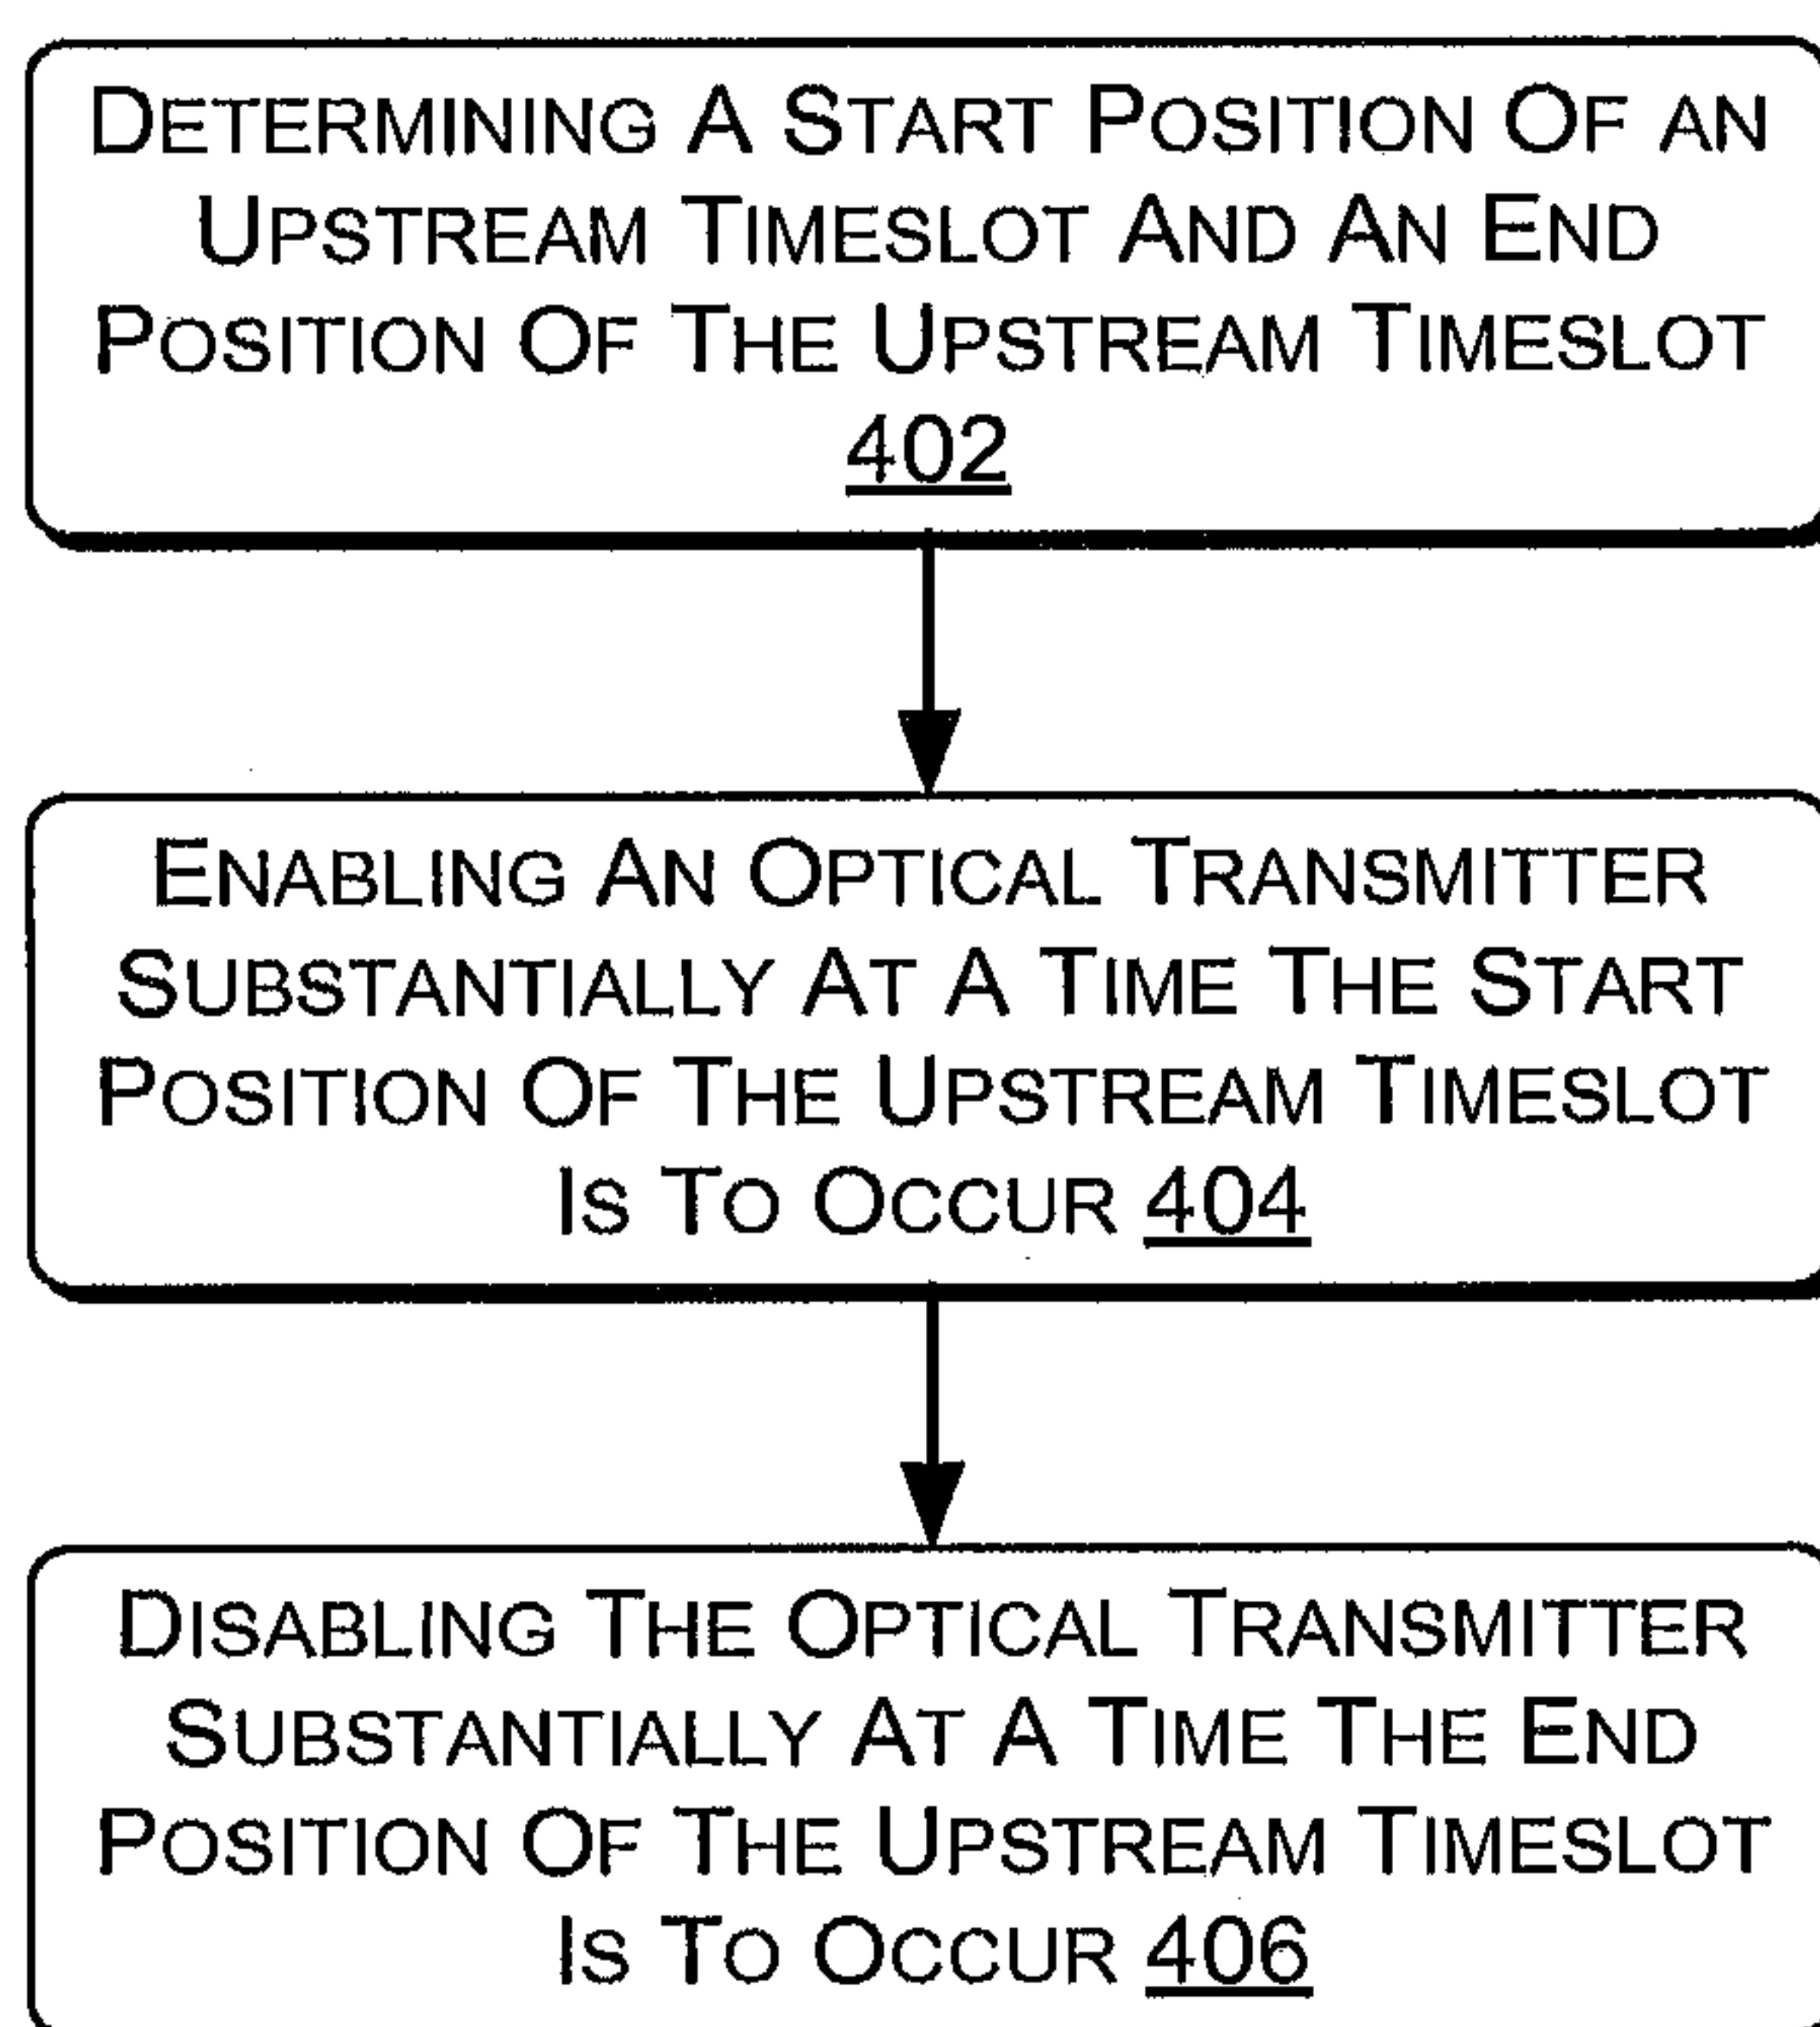 DETERMINING A START POSITION OF AN
UPSTREAM TIMESLOT AND AN END
POSITION OF THE UPSTREAM TIMESLOT
402
ENABLING AN OPTICAL TRANSMITTER
SUBSTANTIALLY AT A TIME THE START
POSITION OF THE UPSTREAM TIMESLOT
IS TO OCCUR 404
DISABLING THE OPTICAL TRANSMITTER
SUBSTANTIALLY AT A TIME THE END
POSITION OF THE UPSTREAM TIMESLOT
IS TO OCCUR 406